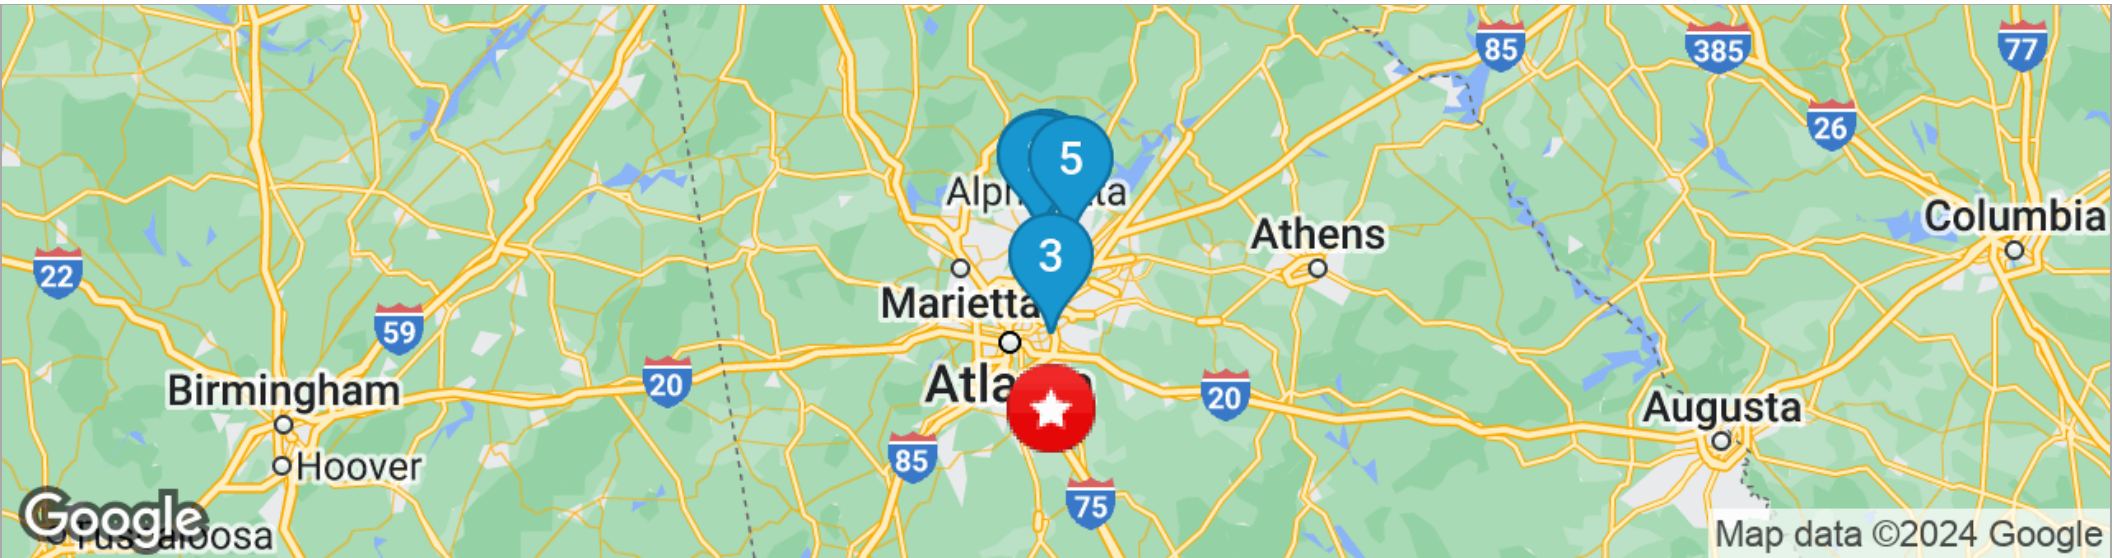 85
385
77
26
5
Alpharetta
Columbia
Athens
3
22
Marietta
59
20
Birmingham
Atlanta
20
Augusta
85
Hoover
75
Google
Tuscaloosa
Map data ©2024 Google